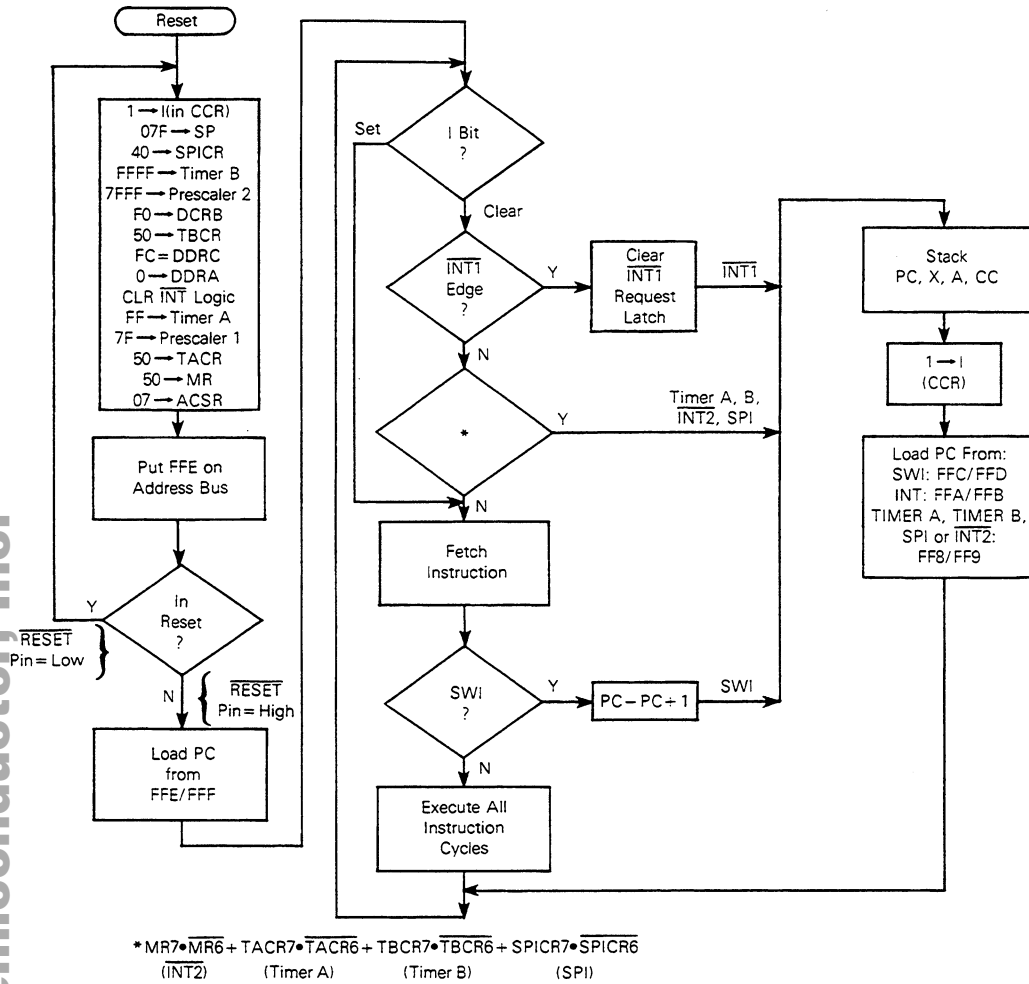 Reset
1→I(in CCR)
07F→SP
40→SPICR
FFFF→Timer B
7FFF→Prescaler 2
F0→DCRB
50→TBCR
FC=DDRC
0→DDRA
CLR INT Logic
FF→Timer A
7F→Prescaler 1
50→TACR
50→MR
07→ACSR
Put FFE on
Address Bus
In
Reset
?
Y
RESET
Pin=Low
N
RESET
Pin=High
Load PC
from
FFE/FFF
I Bit
?
Set
Clear
INT1
Edge
?
Y
Clear
INT1
Request
Latch
INT1
N
*
Y
Timer A, B,
INT2, SPI
N
Fetch
Instruction
SWI
?
Y
PC–PC+1
SWI
N
Execute All
Instruction
Cycles
Stack
PC, X, A, CC
1→I
(CCR)
Load PC From:
SWI: FFC/FFD
INT: FFA/FFB
TIMER A, TIMER B,
SPI or INT2:
FF8/FF9
*MR7•MR6+TACR7•TACR6+TBCR7•TBCR6+SPICR7•SPICR6
(INT2) (Timer A) (Timer B) (SPI)